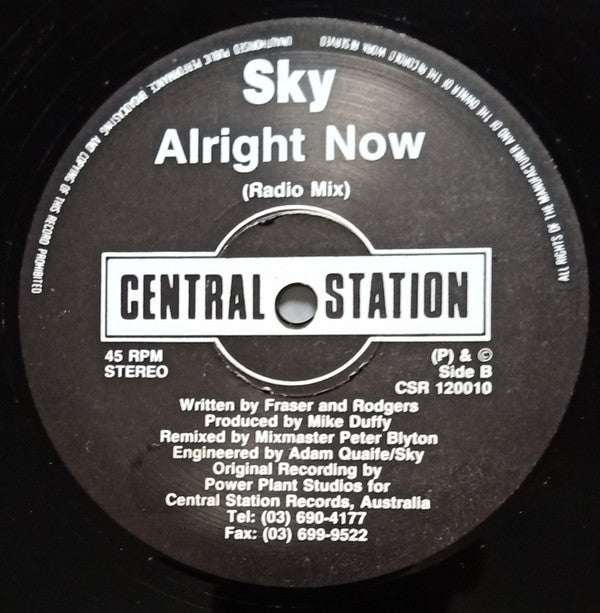 UNAUTHORISED PUBLIC PERFORMANCE, BROADCASTING AND COPYING OF THIS RECORD PROHIBITED
ALL RIGHTS OF THE MANUFACTURER AND OF THE OWNER OF THE RECORDED WORK RESERVED
Sky
Alright Now
(Radio Mix)
CENTRAL STATION
45 RPM
STEREO
(P) & ©
Side B
CSR 120010
Written by Fraser and Rodgers
Produced by Mike Duffy
Remixed by Mixmaster Peter Blyton
Engineered by Adam Quaife/Sky
Original Recording by
Power Plant Studios for
Central Station Records, Australia
Tel: (03) 690-4177
Fax: (03) 699-9522